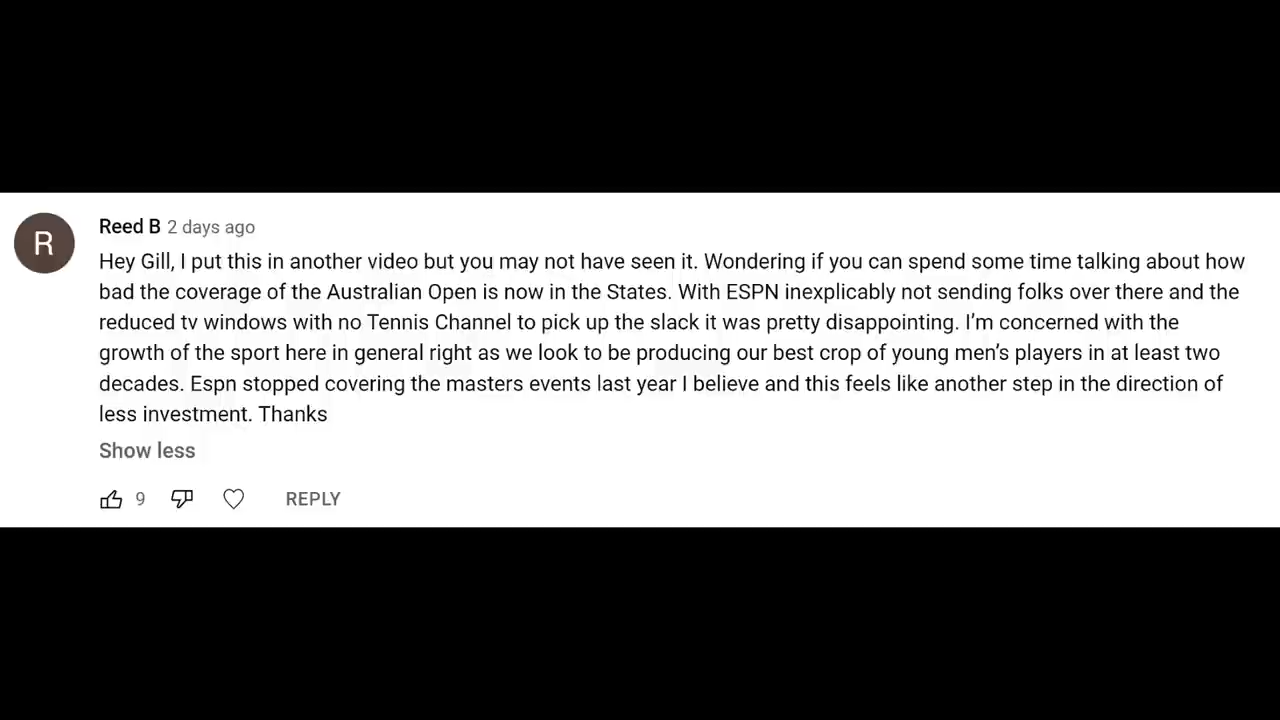 R
Reed B 2 days ago
Hey Gill, I put this in another video but you may not have seen it. Wondering if you can spend some time talking about how
bad the coverage of the Australian Open is now in the States. With ESPN inexplicably not sending folks over there and the
reduced tv windows with no Tennis Channel to pick up the slack it was pretty disappointing. I’m concerned with the
growth of the sport here in general right as we look to be producing our best crop of young men’s players in at least two
decades. Espn stopped covering the masters events last year I believe and this feels like another step in the direction of
less investment. Thanks
Show less
9 REPLY